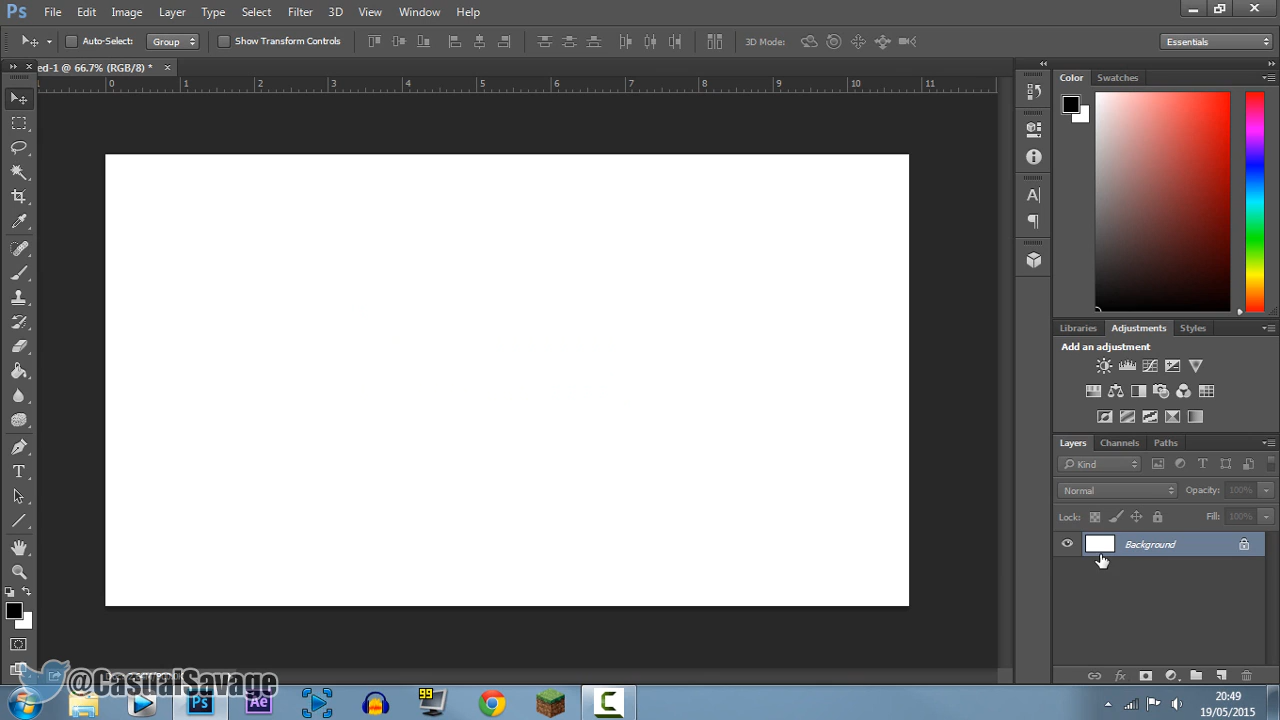 Ps File Edit Image Layer Type Select Filter 3D View Window Help
Auto-Select: Group Show Transform Controls 3D Mode: Essentials
ed-1 @ 66.7% (RGB/8) *
0 1 2 3 4 5 6 7 8 9 10 11
Color Swatches
Libraries Adjustments Styles
Add an adjustment
Layers Channels Paths
Kind
Normal Opacity: 100%
Lock: Fill: 100%
Background
@CasualSavage
Ps Ae 99
20:49
19/05/2015